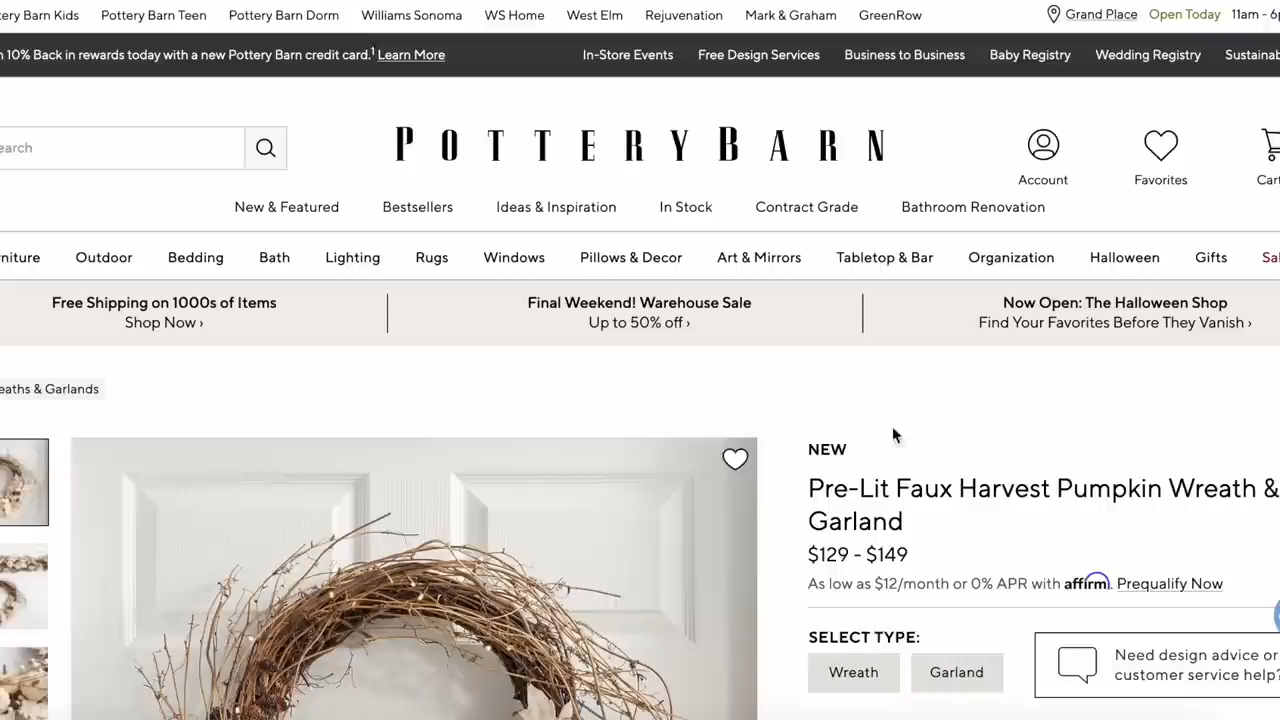 tery Barn Kids Pottery Barn Teen Pottery Barn Dorm Williams Sonoma WS Home West Elm Rejuvenation Mark & Graham GreenRow Grand Place Open Today 11am - 6p
10% Back in rewards today with a new Pottery Barn credit card.¹ Learn More In-Store Events Free Design Services Business to Business Baby Registry Wedding Registry Sustainab
earch POTTERY BARN
Account Favorites Cart
New & Featured Bestsellers Ideas & Inspiration In Stock Contract Grade Bathroom Renovation
niture Outdoor Bedding Bath Lighting Rugs Windows Pillows & Decor Art & Mirrors Tabletop & Bar Organization Halloween Gifts Sal
Free Shipping on 1000s of Items Final Weekend! Warehouse Sale Now Open: The Halloween Shop
Shop Now › Up to 50% off › Find Your Favorites Before They Vanish ›
eaths & Garlands
NEW
Pre-Lit Faux Harvest Pumpkin Wreath &
Garland
$129 - $149
As low as $12/month or 0% APR with affirm. Prequalify Now
SELECT TYPE:
Wreath Garland
Need design advice or
customer service help?